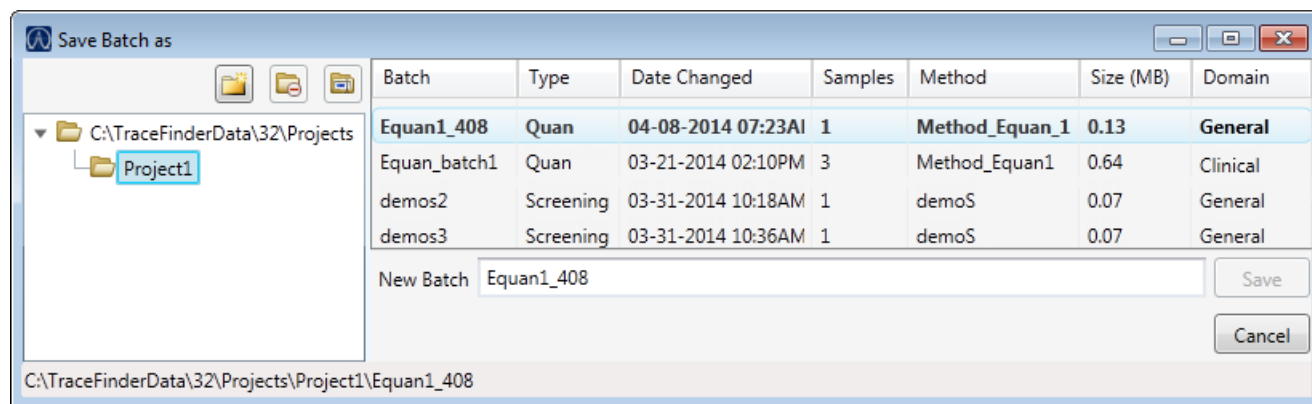 Save Batch as
Batch Type Date Changed Samples Method Size (MB) Domain
C:\TraceFinderData\32\Projects
Project1
Equan1_408 Quan 04-08-2014 07:23AI 1 Method_Equan_1 0.13 General
Equan_batch1 Quan 03-21-2014 02:10PM 3 Method_Equan1 0.64 Clinical
demos2 Screening 03-31-2014 10:18AM 1 demoS 0.07 General
demos3 Screening 03-31-2014 10:36AM 1 demoS 0.07 General
New Batch Equan1_408 Save
Cancel
C:\TraceFinderData\32\Projects\Project1\Equan1_408